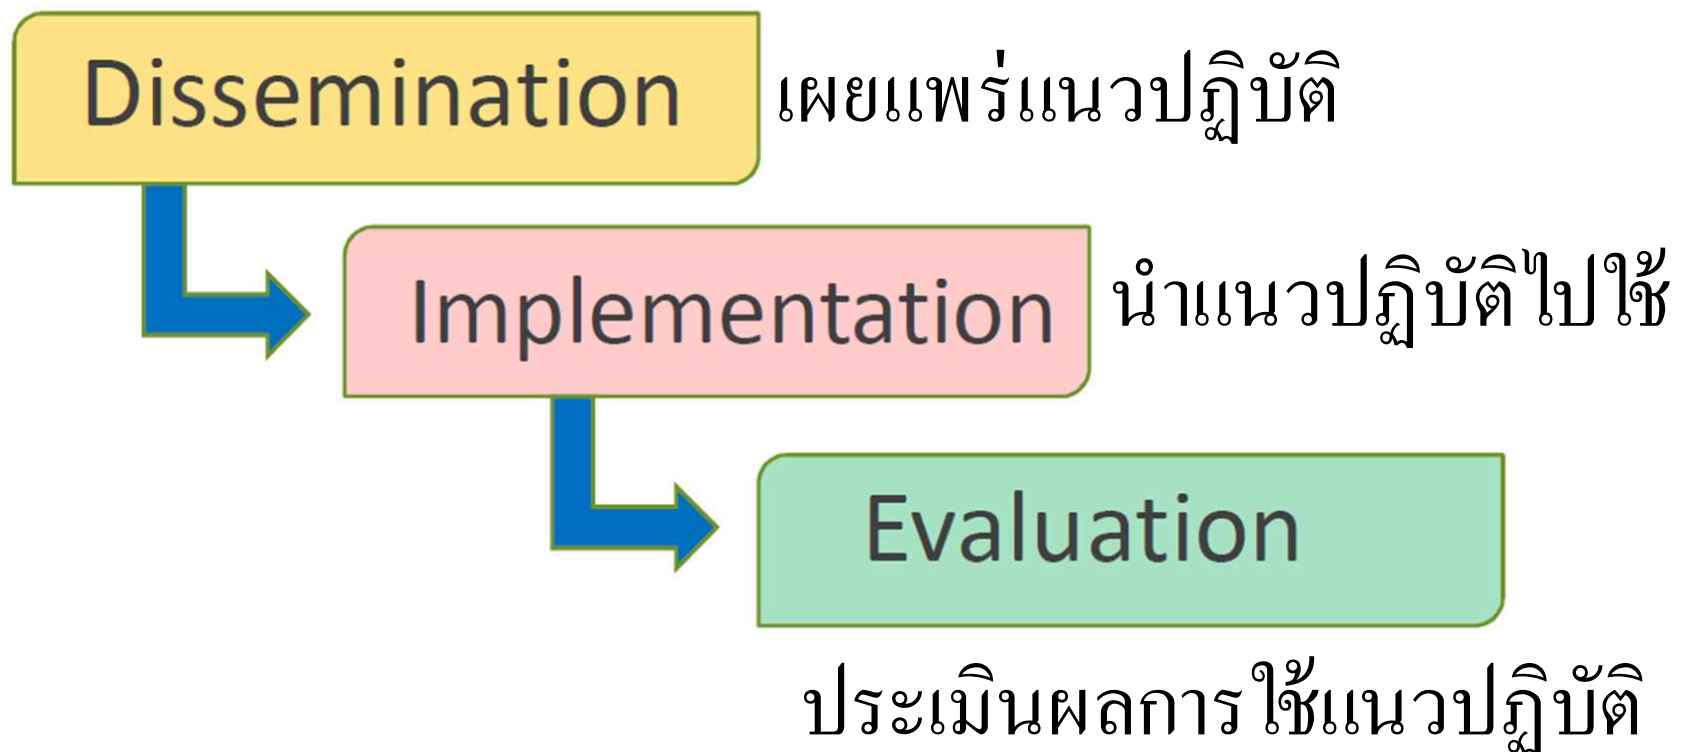 Dissemination เผยแพร่แนวปฏิบัติ
Implementation นำแนวปฏิบัติไปใช้
Evaluation
ประเมินผลการใช้แนวปฏิบัติ